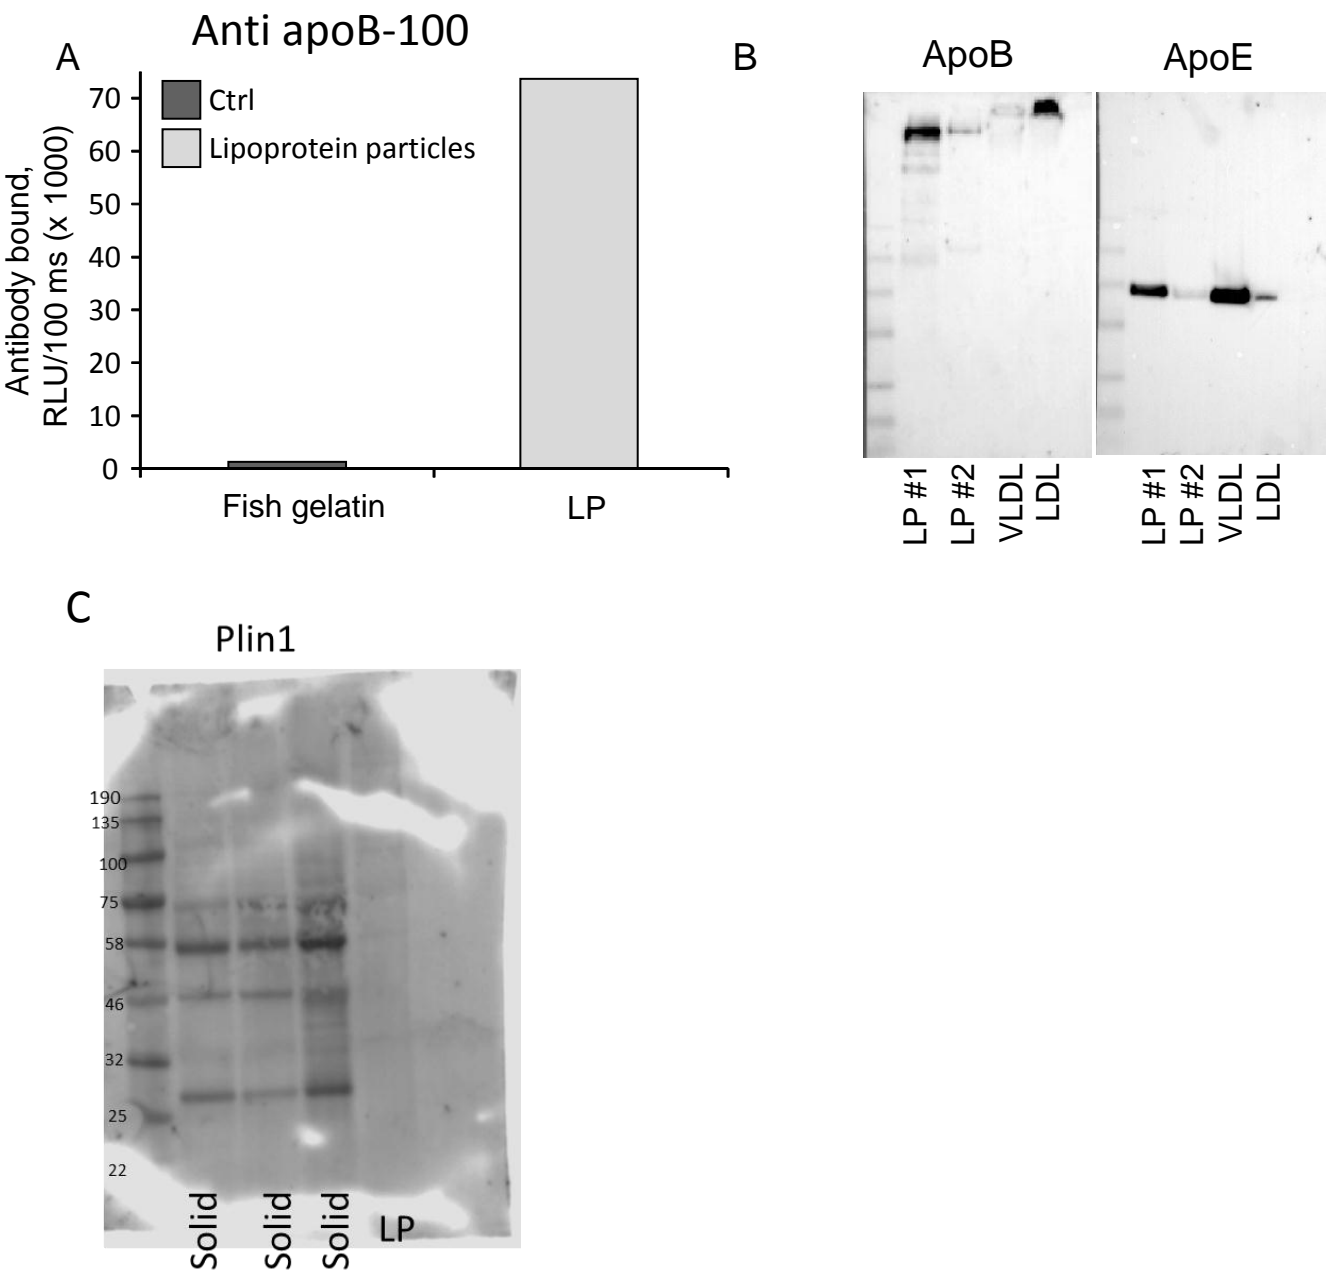 A
Anti apoB-100
Ctrl
Lipoprotein particles
Antibody bound,
RLU/100 ms (x 1000)
70
60
50
40
30
20
10
0
Fish gelatin
LP
B
ApoB
ApoE
LP #1
LP #2
VLDL
LDL
LP #1
LP #2
VLDL
LDL
C
Plin1
190
135
100
75
58
46
32
25
22
Solid
Solid
Solid
LP